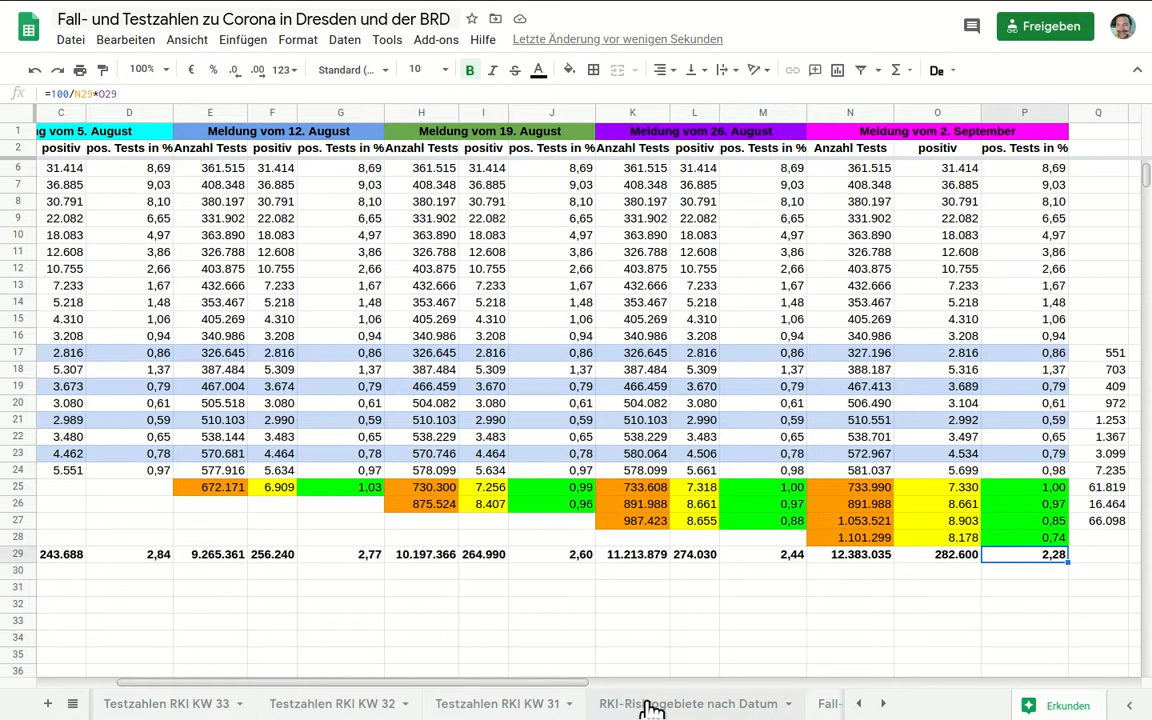 Fall- und Testzahlen zu Corona in Dresden und der BRD
Datei Bearbeiten Ansicht Einfügen Format Daten Tools Add-ons Hilfe Letzte Änderung vor wenigen Sekunden
Freigeben
100% € % .0 .00 123 Standard (... 10 B I S A Σ De
fx =100/N29*O29
C D E F G H I J K L M N O P Q
1 ng vom 5. August Meldung vom 12. August Meldung vom 19. August Meldung vom 26. August Meldung vom 2. September
2 positiv pos. Tests in % Anzahl Tests positiv pos. Tests in % Anzahl Tests positiv pos. Tests in % Anzahl Tests positiv pos. Tests in % Anzahl Tests positiv pos. Tests in %
6 31.414 8,69 361.515 31.414 8,69 361.515 31.414 8,69 361.515 31.414 8,69 361.515 31.414 8,69
7 36.885 9,03 408.348 36.885 9,03 408.348 36.885 9,03 408.348 36.885 9,03 408.348 36.885 9,03
8 30.791 8,10 380.197 30.791 8,10 380.197 30.791 8,10 380.197 30.791 8,10 380.197 30.791 8,10
9 22.082 6,65 331.902 22.082 6,65 331.902 22.082 6,65 331.902 22.082 6,65 331.902 22.082 6,65
10 18.083 4,97 363.890 18.083 4,97 363.890 18.083 4,97 363.890 18.083 4,97 363.890 18.083 4,97
11 12.608 3,86 326.788 12.608 3,86 326.788 12.608 3,86 326.788 12.608 3,86 326.788 12.608 3,86
12 10.755 2,66 403.875 10.755 2,66 403.875 10.755 2,66 403.875 10.755 2,66 403.875 10.755 2,66
13 7.233 1,67 432.666 7.233 1,67 432.666 7.233 1,67 432.666 7.233 1,67 432.666 7.233 1,67
14 5.218 1,48 353.467 5.218 1,48 353.467 5.218 1,48 353.467 5.218 1,48 353.467 5.218 1,48
15 4.310 1,06 405.269 4.310 1,06 405.269 4.310 1,06 405.269 4.310 1,06 405.269 4.310 1,06
16 3.208 0,94 340.986 3.208 0,94 340.986 3.208 0,94 340.986 3.208 0,94 340.986 3.208 0,94
17 2.816 0,86 326.645 2.816 0,86 326.645 2.816 0,86 326.645 2.816 0,86 327.196 2.816 0,86 551
18 5.307 1,37 387.484 5.309 1,37 387.484 5.309 1,37 387.484 5.309 1,37 388.187 5.316 1,37 703
19 3.673 0,79 467.004 3.674 0,79 466.459 3.670 0,79 466.459 3.670 0,79 467.413 3.689 0,79 409
20 3.080 0,61 505.518 3.080 0,61 504.082 3.080 0,61 504.082 3.080 0,61 506.490 3.104 0,61 972
21 2.989 0,59 510.103 2.990 0,59 510.103 2.990 0,59 510.103 2.990 0,59 510.551 2.992 0,59 1.253
22 3.480 0,65 538.144 3.483 0,65 538.229 3.483 0,65 538.229 3.483 0,65 538.701 3.497 0,65 1.367
23 4.462 0,78 570.681 4.464 0,78 570.746 4.464 0,78 580.064 4.506 0,78 572.967 4.534 0,79 3.099
24 5.551 0,97 577.916 5.634 0,97 578.099 5.634 0,97 578.099 5.661 0,98 581.037 5.699 0,98 7.235
25 672.171 6.909 1,03 730.300 7.256 0,99 733.608 7.318 1,00 733.990 7.330 1,00 61.819
26 875.524 8.407 0,96 891.988 8.661 0,97 891.988 8.661 0,97 16.464
27 987.423 8.655 0,88 1.053.521 8.903 0,85 66.098
28 1.101.299 8.178 0,74
29 243.688 2,84 9.265.361 256.240 2,77 10.197.366 264.990 2,60 11.213.879 274.030 2,44 12.383.035 282.600 2,28
30
31
32
33
34
35
36
Testzahlen RKI KW 33 Testzahlen RKI KW 32 Testzahlen RKI KW 31 RKI-Risikogebiete nach Datum Fall- Erkunden